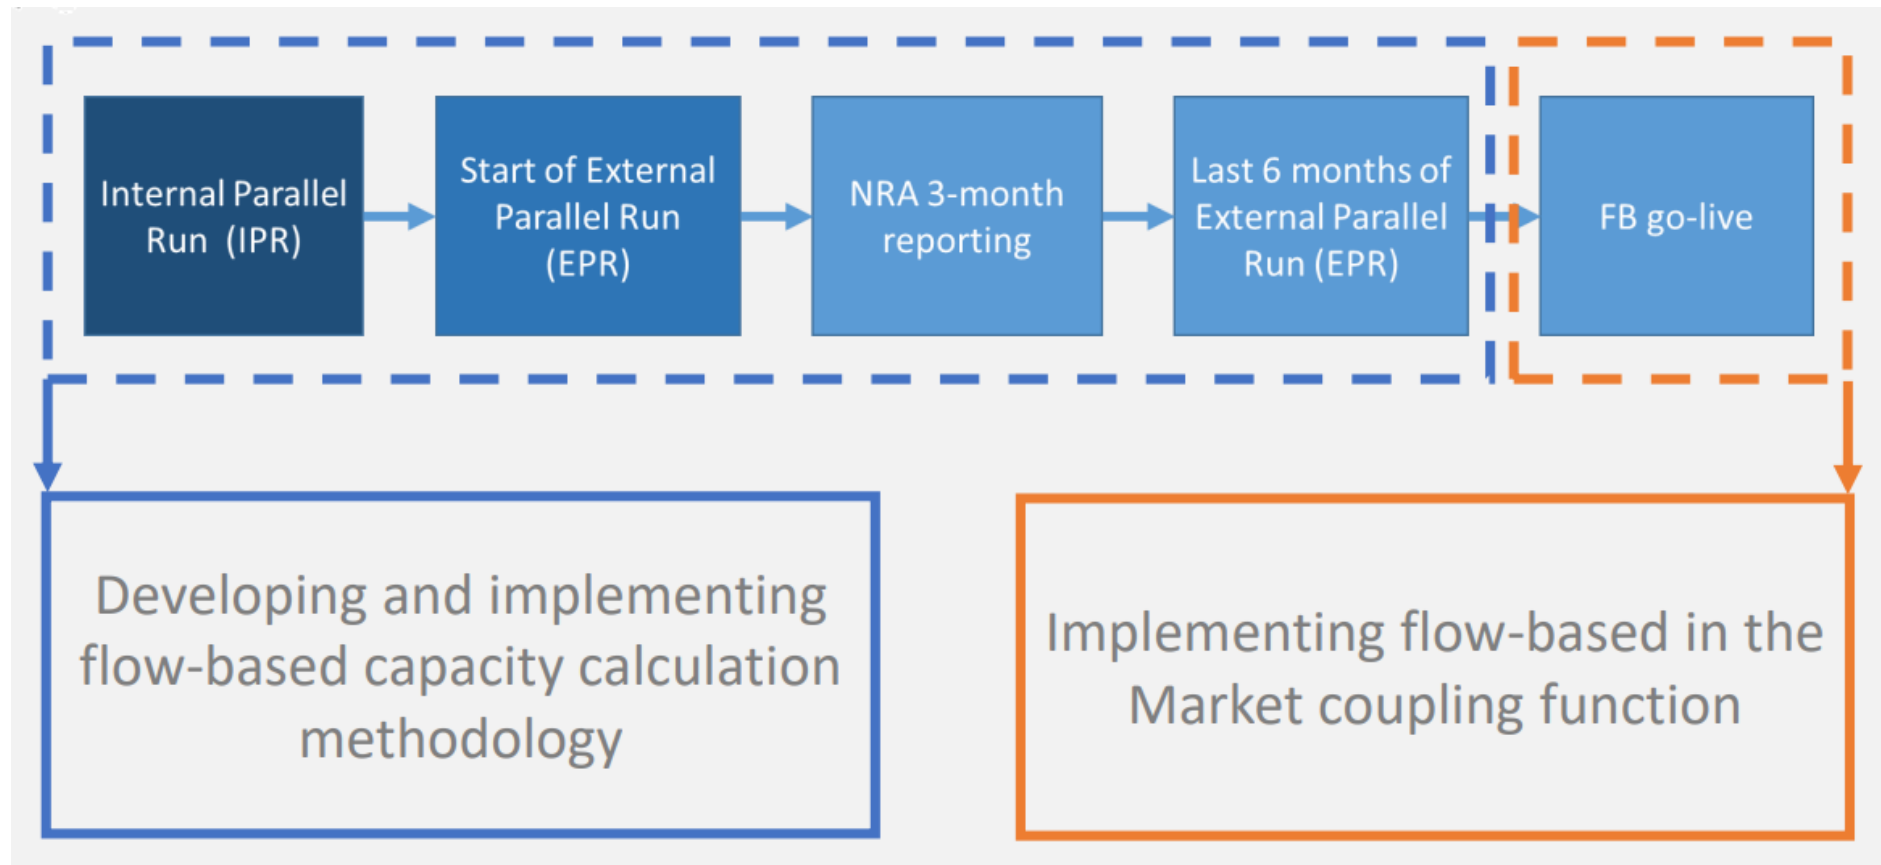 Internal Parallel
Run (IPR)
Start of External
Parallel Run
(EPR)
NRA 3-month
reporting
Last 6 months of
External Parallel
Run (EPR)
FB go-live
Developing and implementing
flow-based capacity calculation
methodology
Implementing flow-based in the
Market coupling function